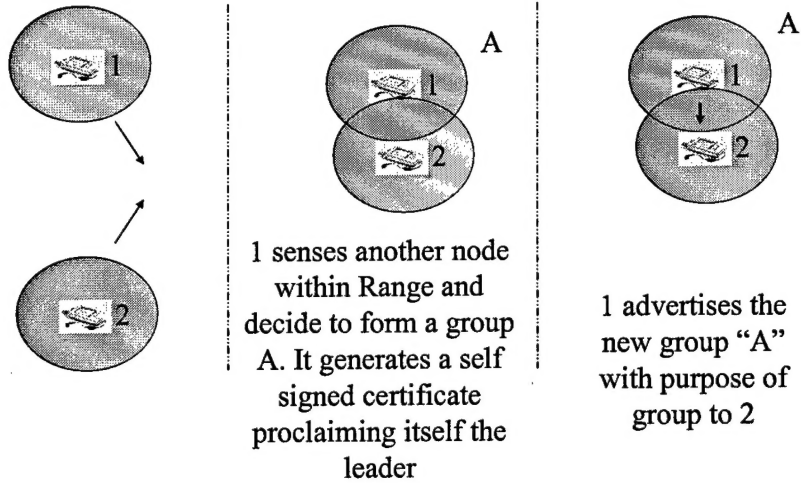 1
2
A
1
2
1 senses another node
within Range and
decide to form a group
A. It generates a self
signed certificate
proclaiming itself the
leader
A
1
2
1 advertises the
new group “A”
with purpose of
group to 2